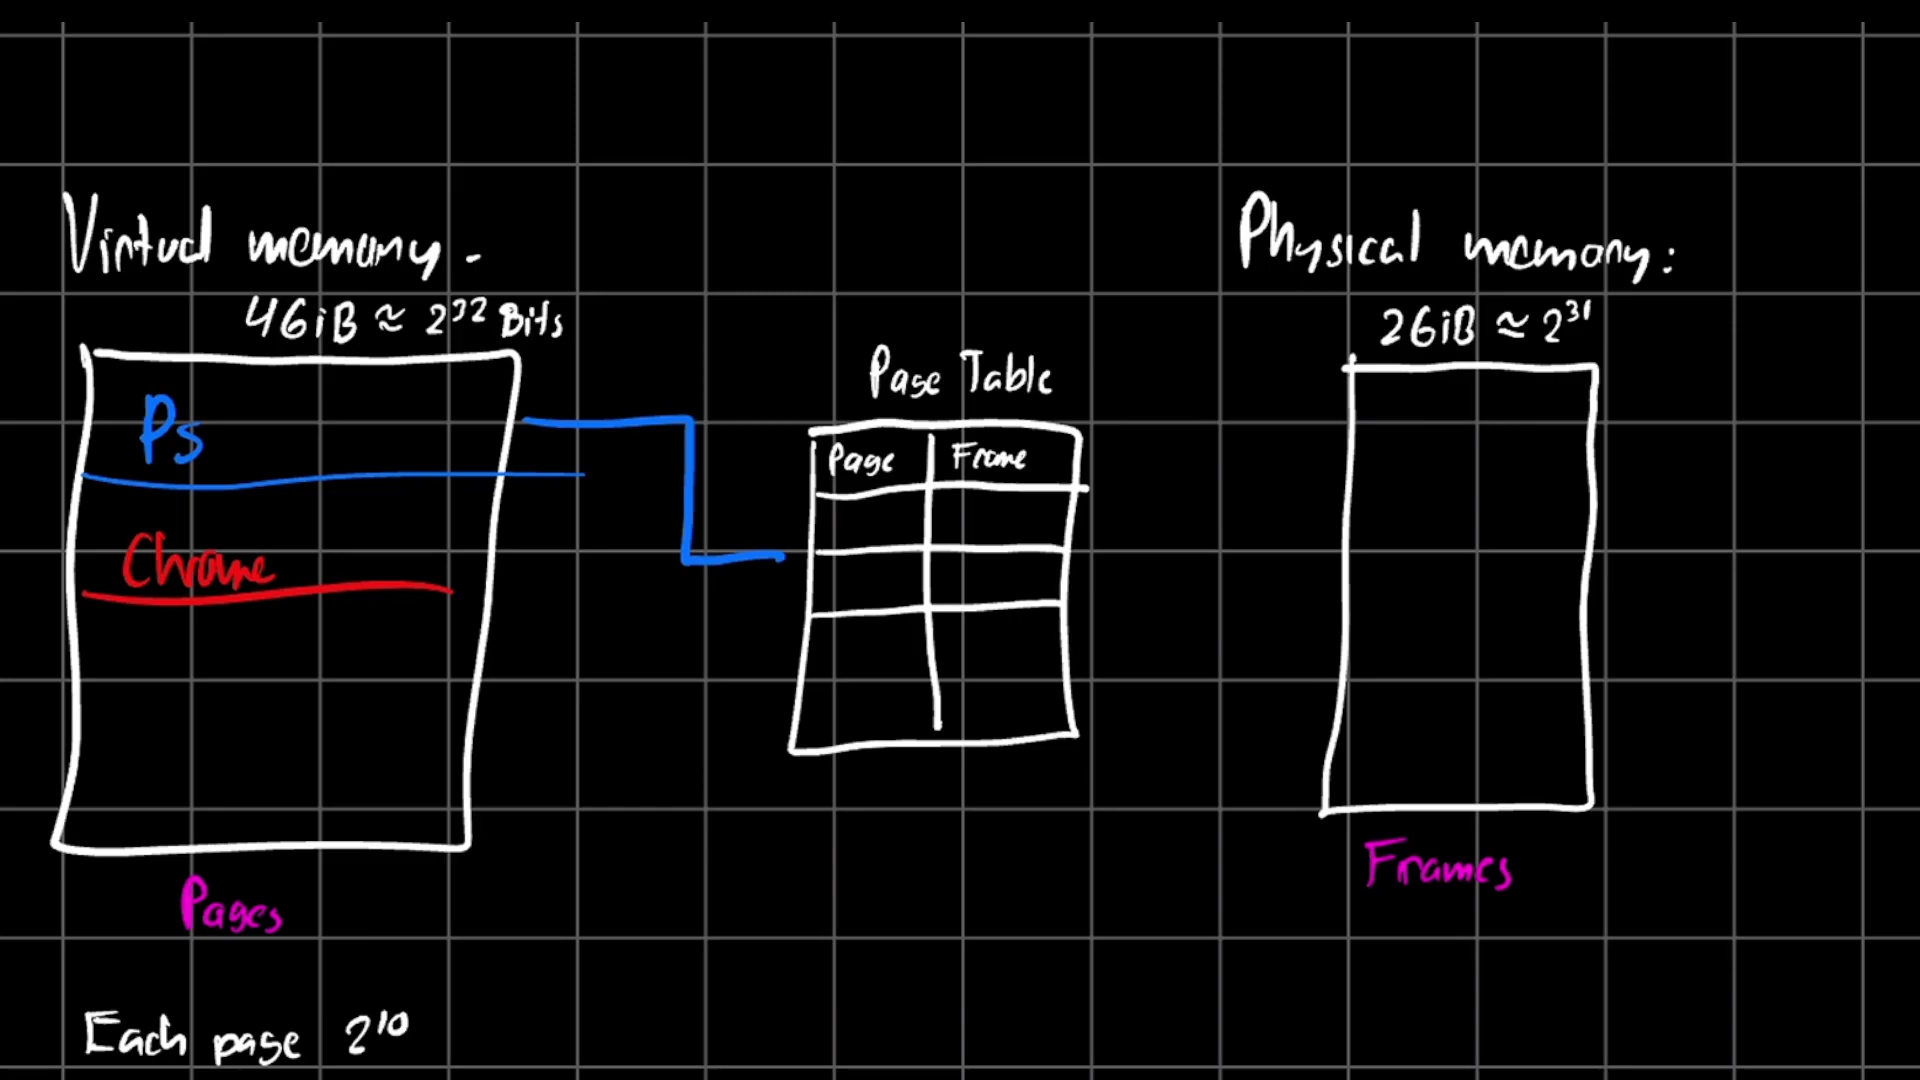 Virtual memory.
4GiB ≈ 2³² Bits
Ps
Chrome
Pages
Each page 2¹⁰
Page Table
Page Frame
Physical memory:
2GiB ≈ 2³¹
Frames